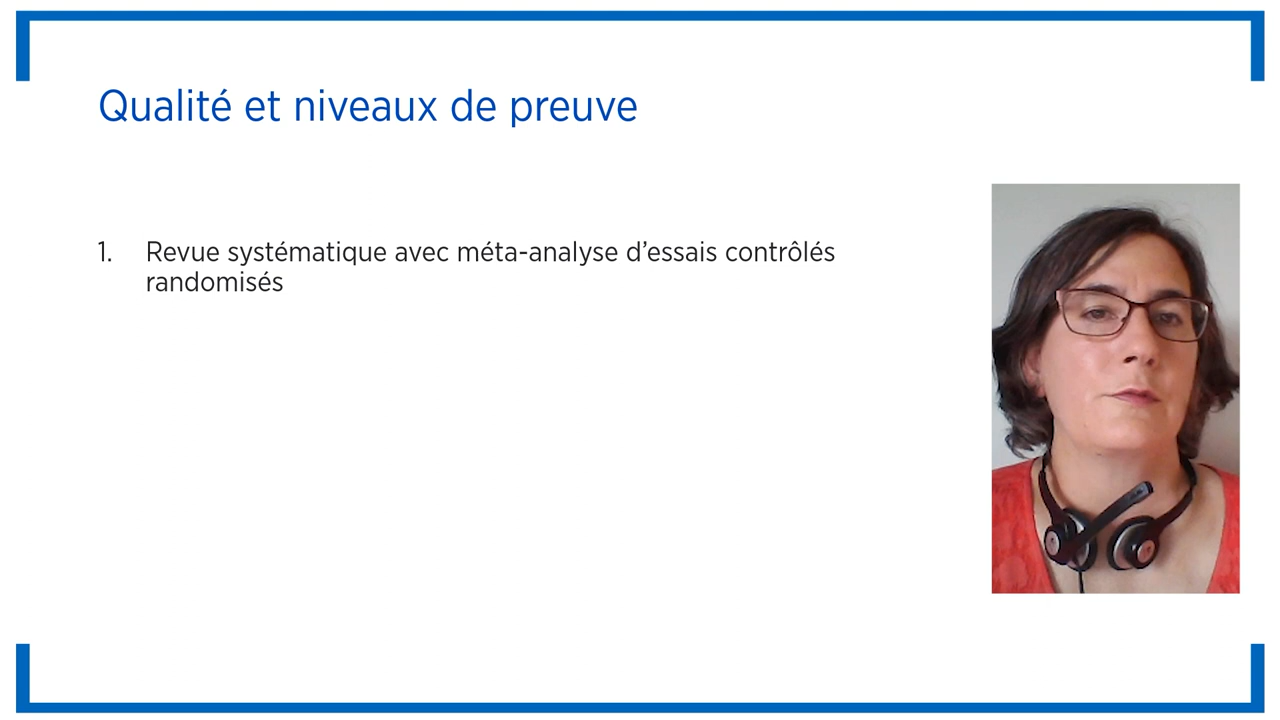 Qualité et niveaux de preuve
1. Revue systématique avec méta-analyse d’essais contrôlés
randomisés